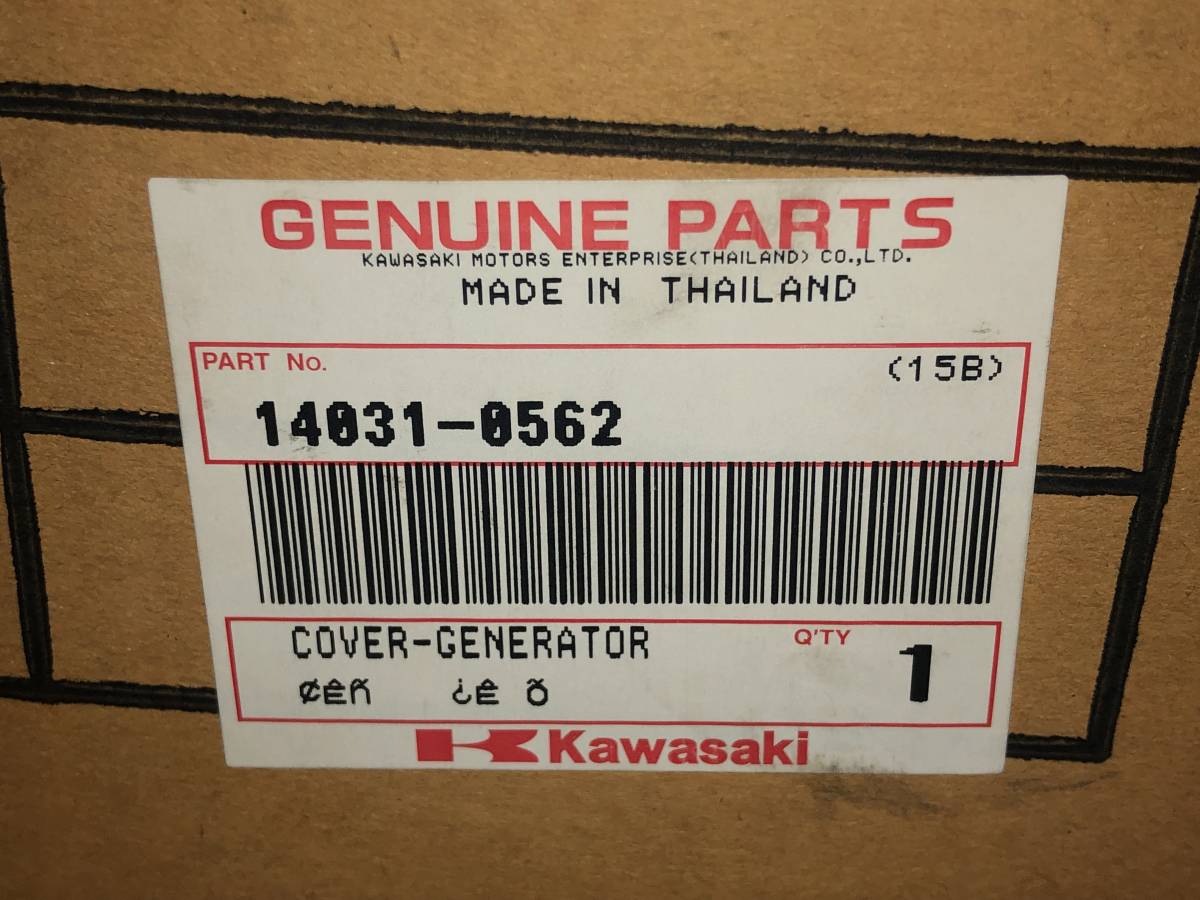 GENUINE PARTS
KAWASAKI MOTORS ENTERPRISE(THAILAND) CO.,LTD.
MADE IN THAILAND
PART No.
(15B)
14031-0562
COVER-GENERATOR
Q'TY
1
¢ÊÑ ¿Ê Õ
Kawasaki